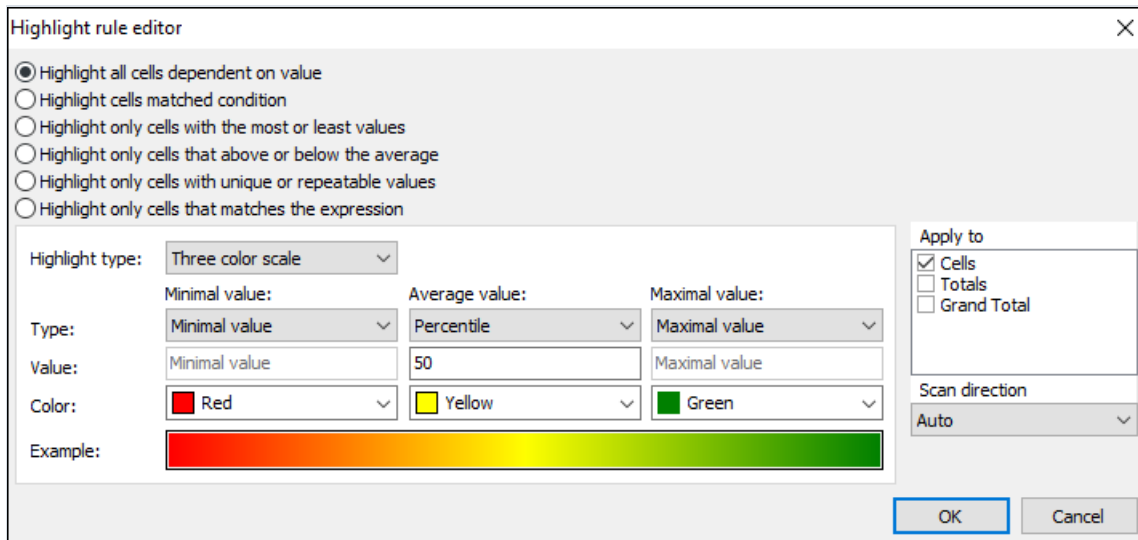 Highlight rule editor
Highlight all cells dependent on value
Highlight cells matched condition
Highlight only cells with the most or least values
Highlight only cells that above or below the average
Highlight only cells with unique or repeatable values
Highlight only cells that matches the expression
Highlight type: Three color scale
Minimal value: Average value: Maximal value:
Type: Minimal value Percentile Maximal value
Value: Minimal value 50 Maximal value
Color: Red Yellow Green
Example:
Apply to
Cells
Totals
Grand Total
Scan direction
Auto
OK Cancel